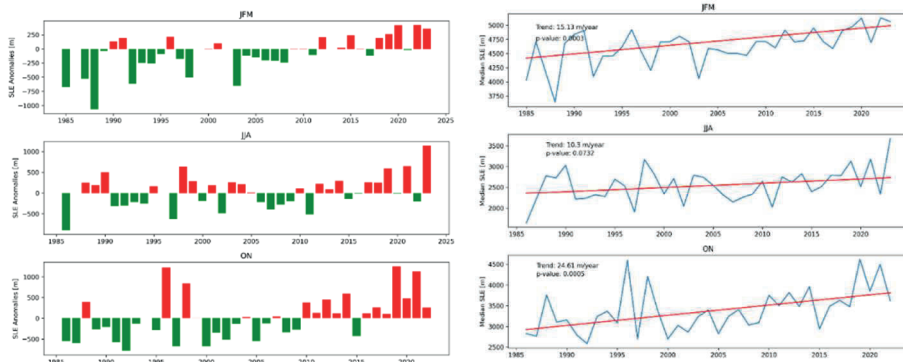 JFM
SLE Anomalies [m]
250
0
−250
−500
−750
−1000
1985 1990 1995 2000 2005 2010 2015 2020 2025
JJA
SLE Anomalies [m]
1000
500
0
−500
1985 1990 1995 2000 2005 2010 2015 2020
ON
SLE Anomalies [m]
1000
500
0
−500
1985 1990 1995 2000 2005 2010 2015 2020
JFM
Median SLE [m]
Trend: 15.13 m/year
p-value: 0.0003
5000
4750
4500
4250
4000
3750
1985 1990 1995 2000 2005 2010 2015 2020
JJA
Median SLE [m]
Trend: 10.3 m/year
p-value: 0.0732
3500
3000
2500
2000
1985 1990 1995 2000 2005 2010 2015 2020
ON
Median SLE [m]
Trend: 24.61 m/year
p-value: 0.0005
4500
4000
3500
3000
2500
1985 1990 1995 2000 2005 2010 2015 2020